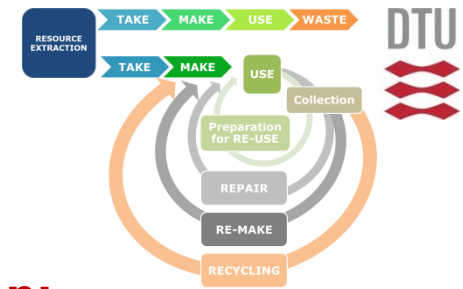 TAKE MAKE USE WASTE
RESOURCE
EXTRACTION
TAKE MAKE
USE
Collection
Preparation
for RE-USE
REPAIR
RE-MAKE
RECYCLING
DTU